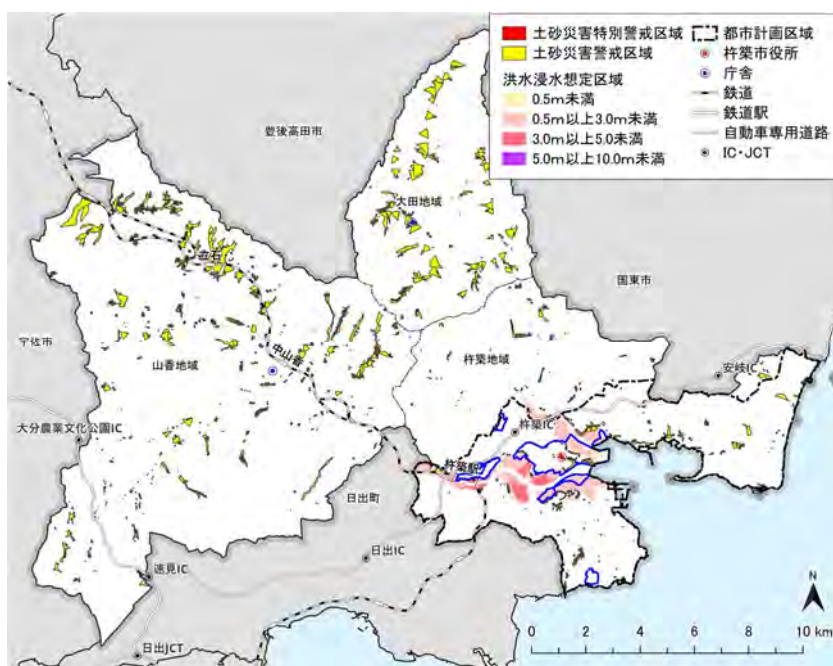 土砂災害特別警戒区域
土砂災害警戒区域
洪水浸水想定区域
0.5m未満
0.5m以上3.0m未満
3.0m以上5.0未満
5.0m以上10.0m未満
都市計画区域
杵築市役所
庁舎
鉄道
鉄道駅
自動車専用道路
IC・JCT
豊後高田市
大田地域
立石
国東市
宇佐市
中山香
山香地域
杵築地域
安岐IC
大分農業文化公園IC
杵築IC
杵築駅
日出町
日出IC
速見IC
日出JCT
N
0 2 4 6 8 10 km